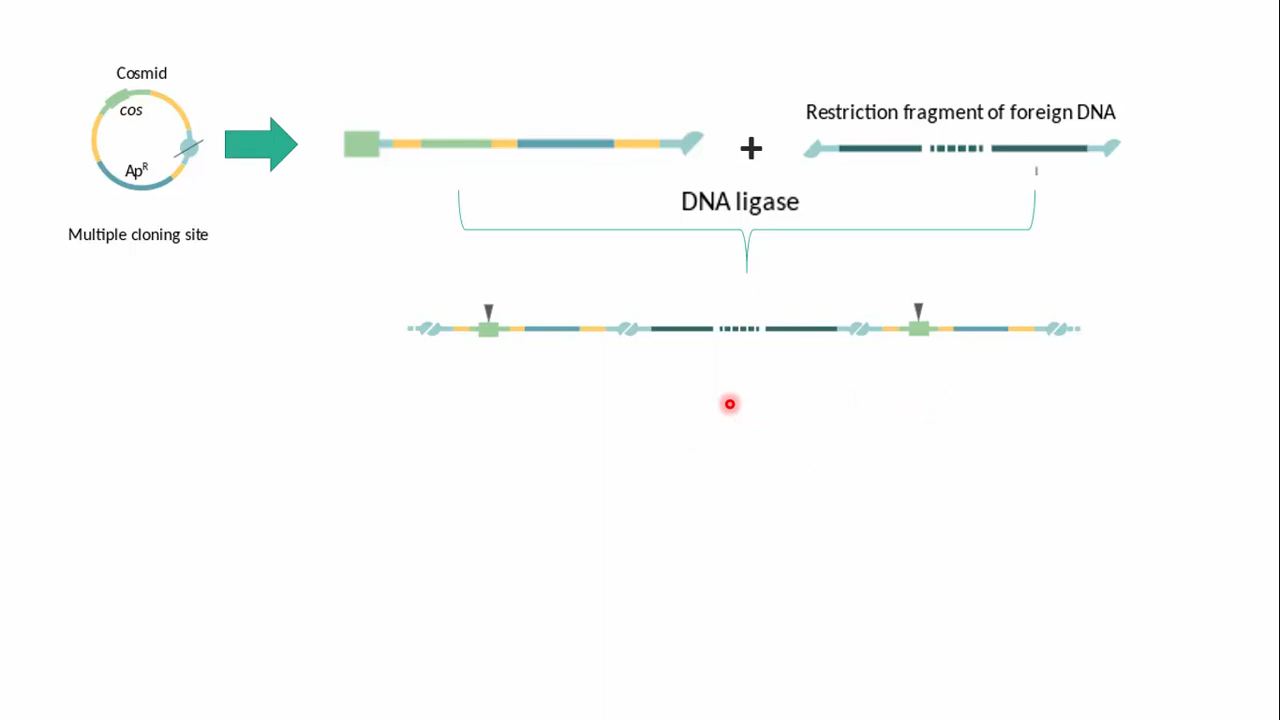 Cosmid
cos
Ap^R
Multiple cloning site
+
Restriction fragment of foreign DNA
DNA ligase